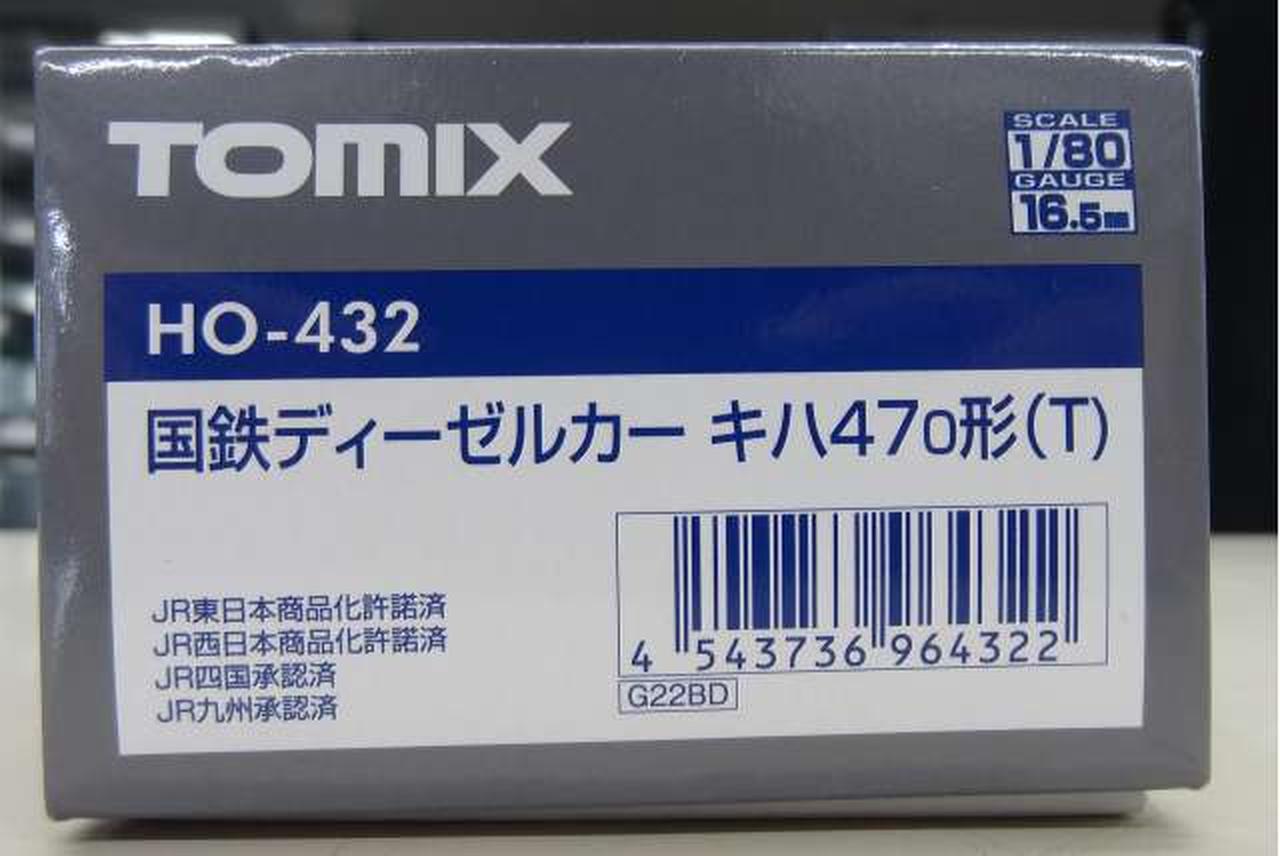 TOMIX
SCALE
1/80
GAUGE
16.5mm
HO-432
国鉄ディーゼルカー キハ470形(T)
JR東日本商品化許諾済
JR西日本商品化許諾済
JR四国承認済
JR九州承認済
4 543736 964322
G22BD